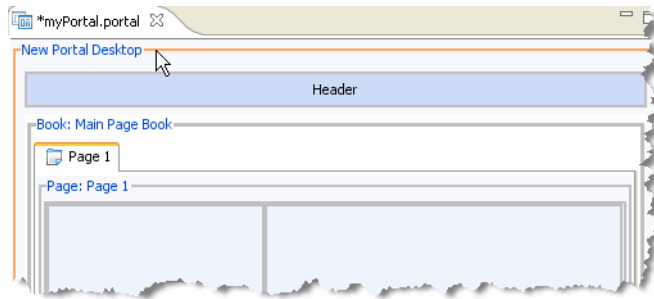 *myPortal.portal
New Portal Desktop
Header
Book: Main Page Book
Page 1
Page: Page 1